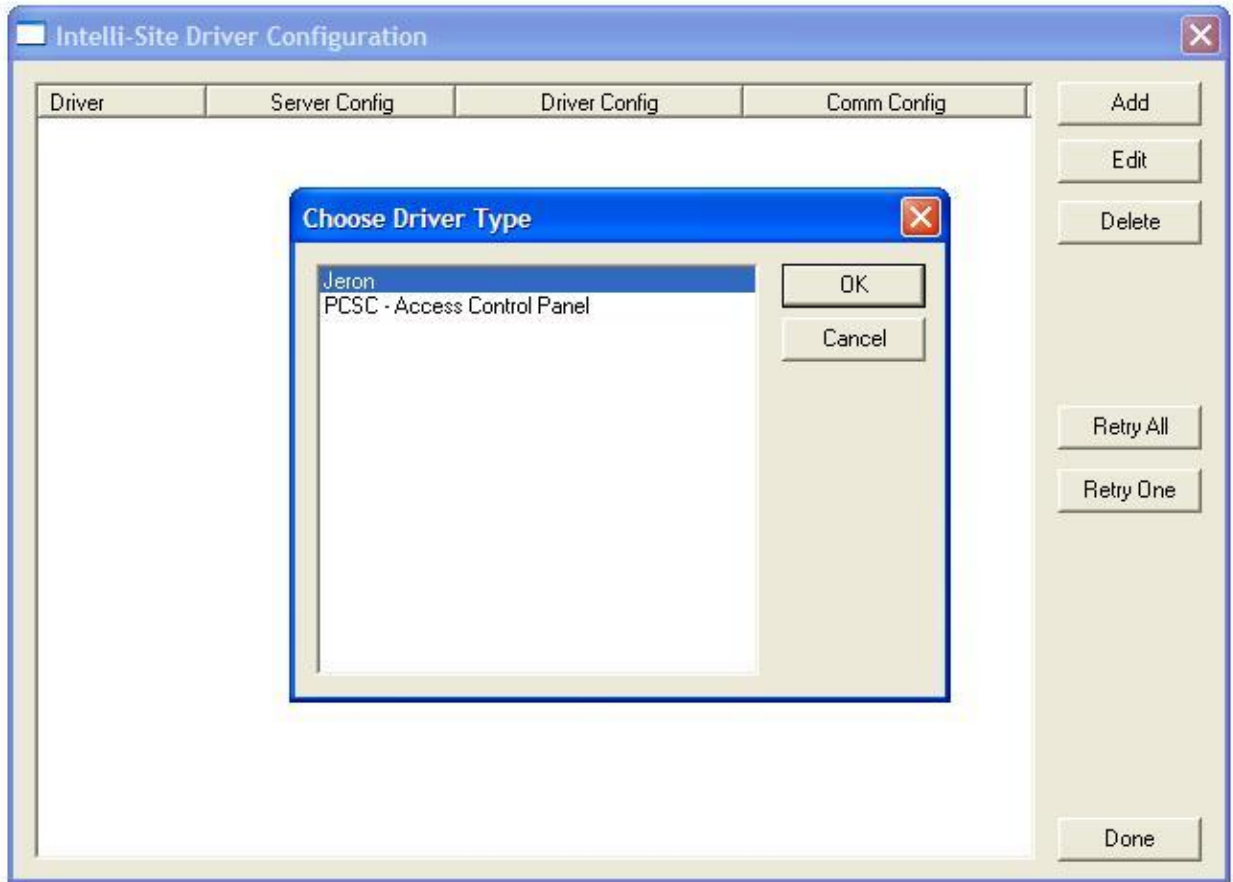 Intelli-Site Driver Configuration
Driver Server Config Driver Config Comm Config
Add
Edit
Delete
Choose Driver Type
Jeron
PCSC - Access Control Panel
OK
Cancel
Retry All
Retry One
Done